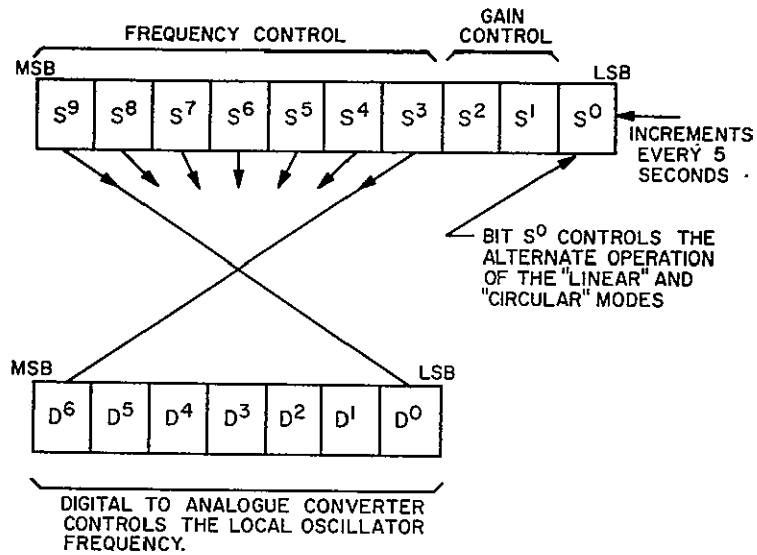 FREQUENCY CONTROL
GAIN
CONTROL
MSB
LSB
S⁹ S⁸ S⁷ S⁶ S⁵ S⁴ S³ S² S¹ S⁰
INCREMENTS
EVERY 5
SECONDS
BIT S⁰ CONTROLS THE
ALTERNATE OPERATION
OF THE "LINEAR" AND
"CIRCULAR" MODES
MSB
LSB
D⁶ D⁵ D⁴ D³ D² D¹ D⁰
DIGITAL TO ANALOGUE CONVERTER
CONTROLS THE LOCAL OSCILLATOR
FREQUENCY.